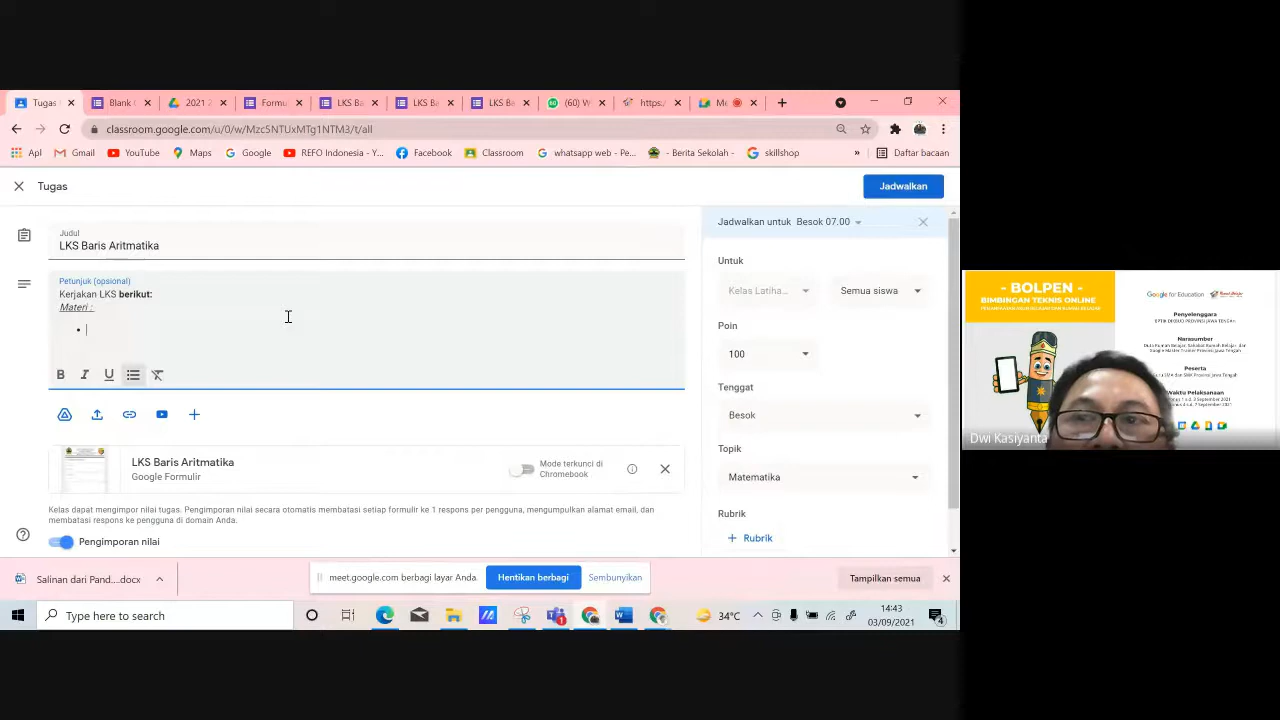 Tugas
Blank
2021 2
Formu
LKS Ba
LKS Ba
LKS Ba
(60) W
https:
Me
classroom.google.com/u/0/w/Mzc5NTUxMTg1NTM3/t/all
Apl
Gmail
YouTube
Maps
Google
REFO Indonesia - Y...
Facebook
Classroom
whatsapp web - Pe...
- Berita Sekolah -
skillshop
»
Daftar bacaan
Tugas
Jadwalkan
Judul
LKS Baris Aritmatika
Petunjuk (opsional)
Kerjakan LKS berikut:
Materi :
•
B I U
LKS Baris Aritmatika
Google Formulir
Mode terkunci di
Chromebook
Kelas dapat mengimpor nilai tugas. Pengimporan nilai secara otomatis membatasi setiap formulir ke 1 respons per pengguna, mengumpulkan alamat email, dan
membatasi respons ke pengguna di domain Anda.
Pengimporan nilai
Jadwalkan untuk Besok 07.00
Untuk
Kelas Latiha...
Semua siswa
Poin
100
Tenggat
Besok
Topik
Matematika
Rubrik
+ Rubrik
Salinan dari Pand....docx
meet.google.com berbagi layar Anda.
Hentikan berbagi
Sembunyikan
Tampilkan semua
Type here to search
34°C
14:43
03/09/2021
4
- BOLPEN -
BIMBINGAN TEKNIS ONLINE
Google for Education
Penyelenggara
Narasumber
Peserta
Waktu Pelaksanaan
Dwi Kasiyanta